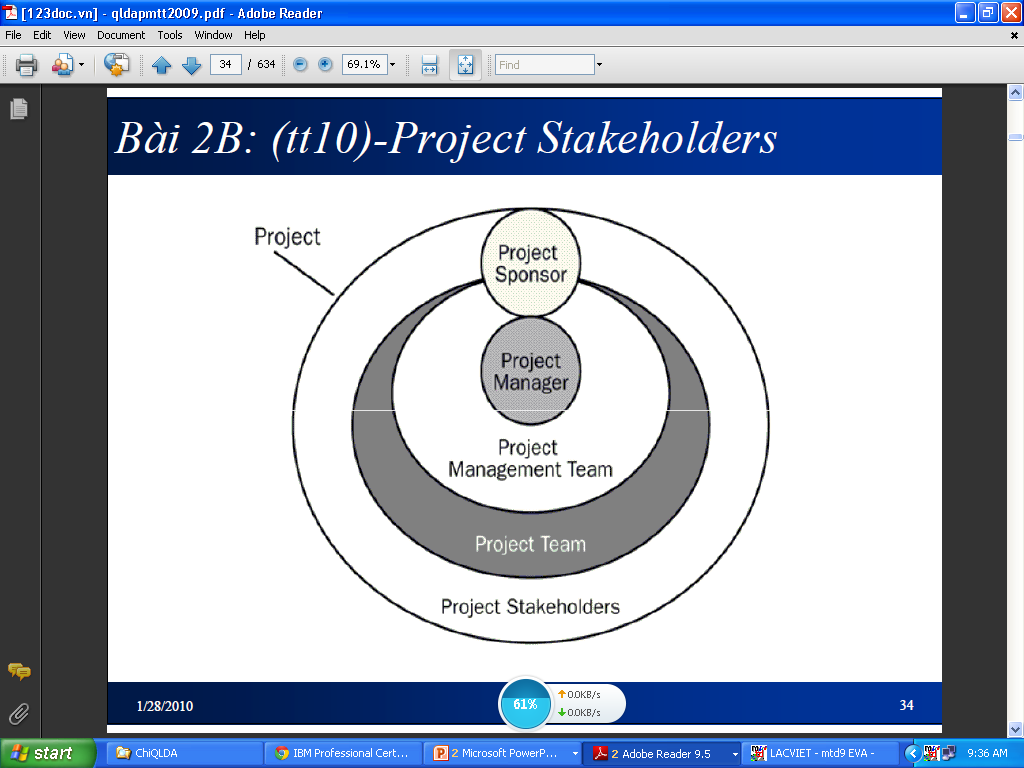 [123doc.vn] - qldapmtt2009.pdf - Adobe Reader
File Edit View Document Tools Window Help
34 / 634 69.1% Find
Bài 2B: (tt10)-Project Stakeholders
Project
Project
Sponsor
Project
Manager
Project
Management Team
Project Team
Project Stakeholders
1/28/2010
61%
0.0KB/s
0.0KB/s
34
start ChiQLDA IBM Professional Cert... 2 Microsoft PowerP... 2 Adobe Reader 9.5 LACVIET - mtd9 EVA - 9:36 AM